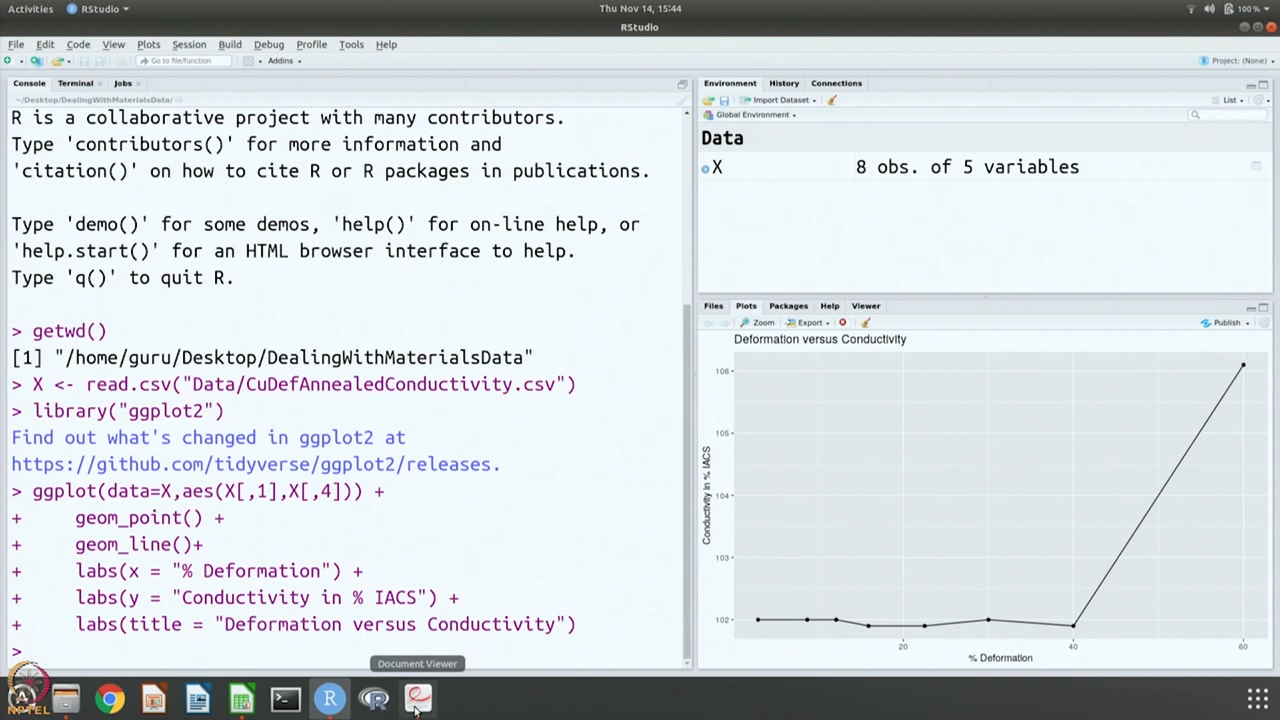 Activities RStudio Thu Nov 14, 15:44 100 %
RStudio
File Edit Code View Plots Session Build Debug Profile Tools Help
Go to file/function Addins Project: (None)
Console Terminal Jobs
~/Desktop/DealingWithMaterialsData/
R is a collaborative project with many contributors.
Type 'contributors()' for more information and
'citation()' on how to cite R or R packages in publications.
Type 'demo()' for some demos, 'help()' for on-line help, or
'help.start()' for an HTML browser interface to help.
Type 'q()' to quit R.
> getwd()
[1] "/home/guru/Desktop/DealingWithMaterialsData"
> X <- read.csv("Data/CuDefAnnealedConductivity.csv")
> library("ggplot2")
Find out what's changed in ggplot2 at
https://github.com/tidyverse/ggplot2/releases.
> ggplot(data=X,aes(X[,1],X[,4])) +
+ geom_point() +
+ geom_line()+
+ labs(x = "% Deformation") +
+ labs(y = "Conductivity in % IACS") +
+ labs(title = "Deformation versus Conductivity")
>
Environment History Connections
Import Dataset List
Global Environment
Data
X 8 obs. of 5 variables
Files Plots Packages Help Viewer
Zoom Export Publish
Deformation versus Conductivity
106
105
104
103
102
Conductivity in % IACS
20 40 60
% Deformation
Document Viewer
NPTEL